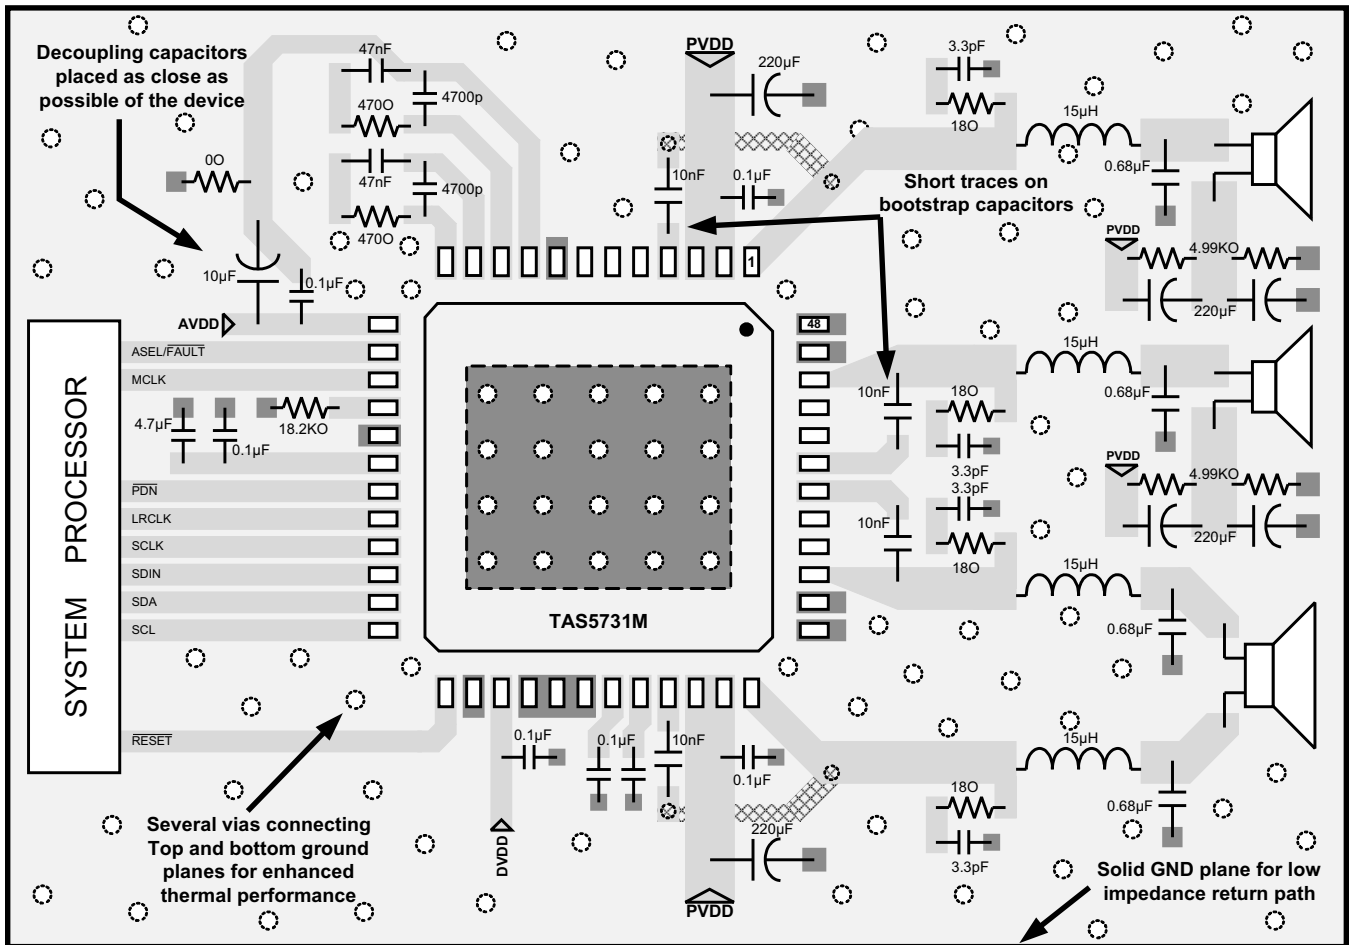 Decoupling capacitors
placed as close as
possible of the device
47nF
4700p
470O
0O
47nF
4700p
470O
10µF
0.1µF
AVDD
PVDD
220µF
10nF
0.1µF
3.3pF
18O
15µH
0.68µF
Short traces on
bootstrap capacitors
PVDD
4.99KO
220µF
1
48
ASEL/FAULT
MCLK
4.7µF
0.1µF
18.2KO
PDN
LRCLK
SCLK
SDIN
SDA
SCL
RESET
SYSTEM PROCESSOR
TAS5731M
10nF
18O
3.3pF
3.3pF
10nF
18O
15µH
0.68µF
PVDD
4.99KO
220µF
15µH
0.68µF
15µH
0.68µF
18O
3.3pF
0.1µF
0.1µF
10nF
0.1µF
220µF
DVDD
PVDD
Several vias connecting
Top and bottom ground
planes for enhanced
thermal performance
Solid GND plane for low
impedance return path